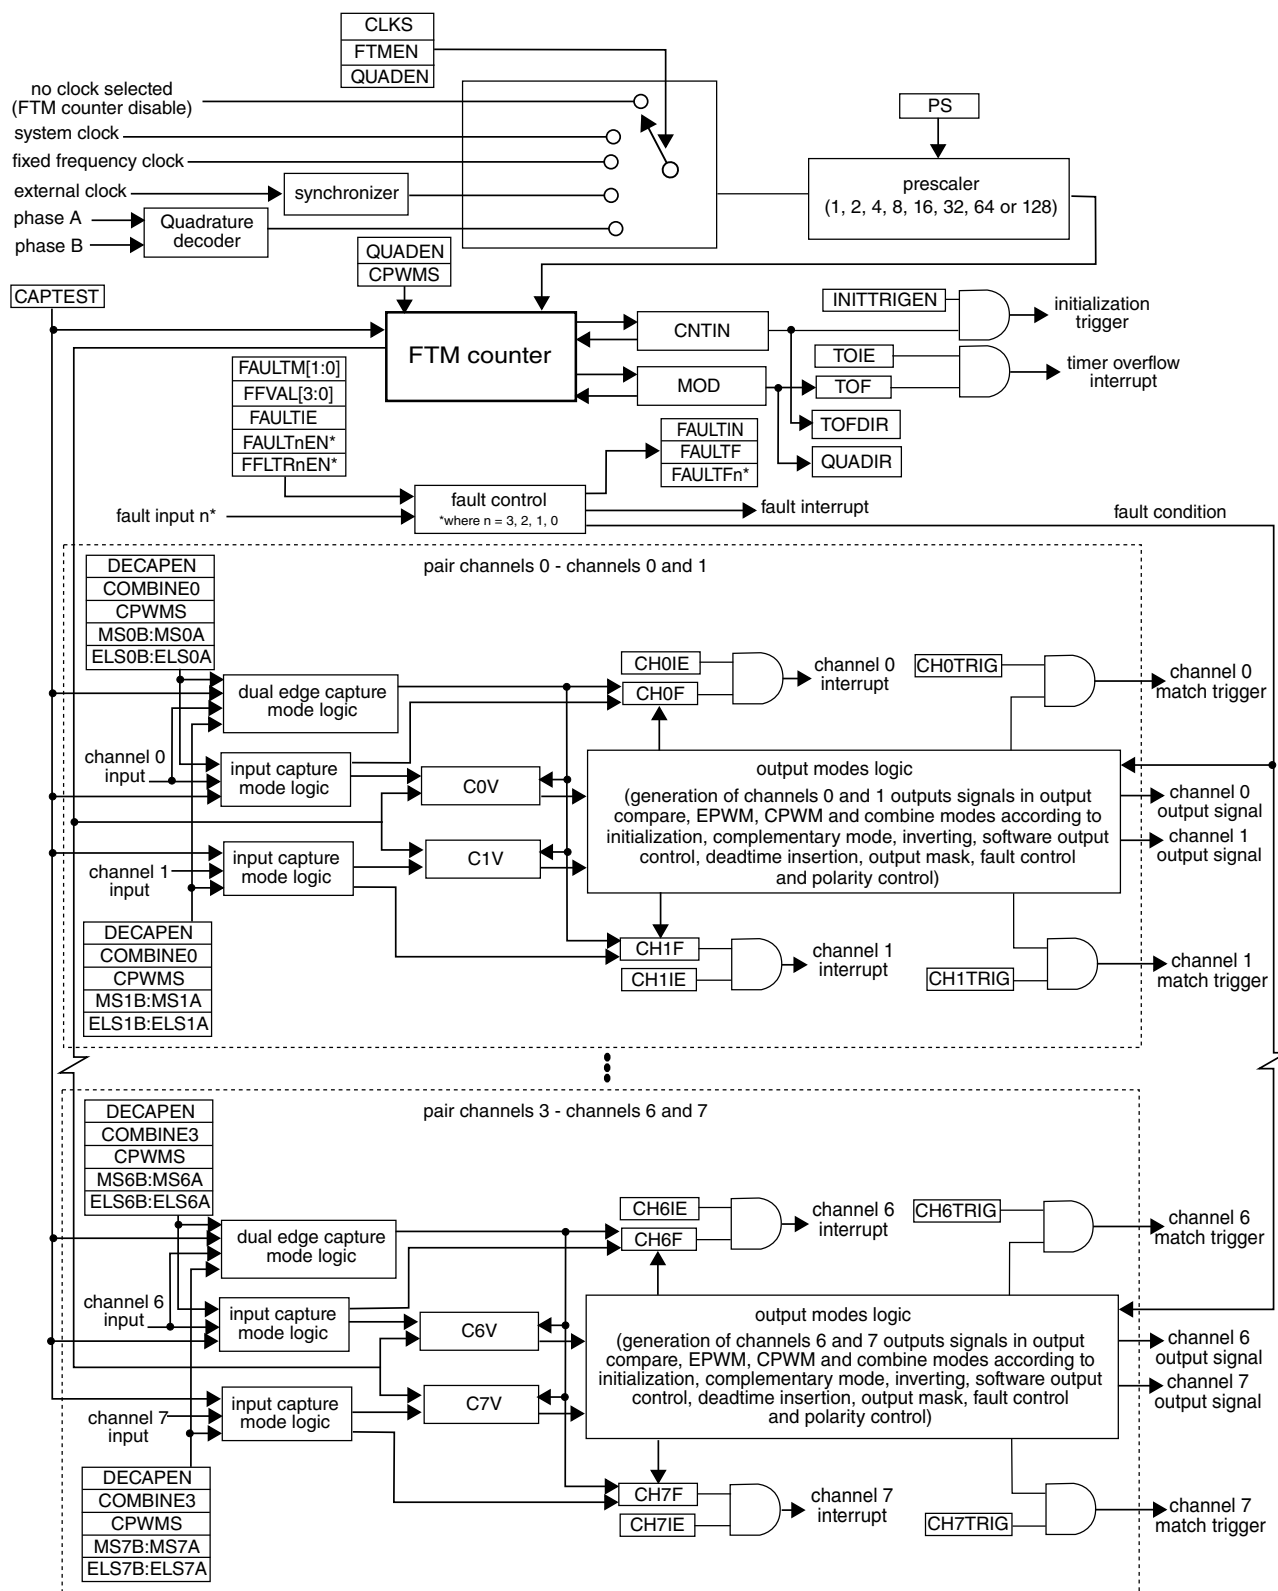 CLKS
FTMEN
QUADEN
no clock selected
(FTM counter disable)
system clock
fixed frequency clock
external clock
synchronizer
phase A
phase B
Quadrature
decoder
PS
prescaler
(1, 2, 4, 8, 16, 32, 64 or 128)
QUADEN
CPWMS
CAPTEST
FTM counter
CNTIN
MOD
INITTRIGEN
initialization
trigger
TOIE
TOF
timer overflow
interrupt
TOFDIR
QUADIR
FAULTM[1:0]
FFVAL[3:0]
FAULTIE
FAULTnEN*
FFLTRnEN*
FAULTIN
FAULTF
FAULTFn*
fault input n*
fault control
*where n = 3, 2, 1, 0
fault interrupt
fault condition
pair channels 0 - channels 0 and 1
DECAPEN
COMBINE0
CPWMS
MS0B:MS0A
ELS0B:ELS0A
dual edge capture
mode logic
CH0IE
CH0F
channel 0
interrupt
CH0TRIG
channel 0
match trigger
channel 0
input
input capture
mode logic
C0V
output modes logic
(generation of channels 0 and 1 outputs signals in output
compare, EPWM, CPWM and combine modes according to
initialization, complementary mode, inverting, software output
control, deadtime insertion, output mask, fault control
and polarity control)
channel 0
output signal
channel 1
output signal
channel 1
input
input capture
mode logic
C1V
DECAPEN
COMBINE0
CPWMS
MS1B:MS1A
ELS1B:ELS1A
CH1F
CH1IE
channel 1
interrupt
CH1TRIG
channel 1
match trigger
pair channels 3 - channels 6 and 7
DECAPEN
COMBINE3
CPWMS
MS6B:MS6A
ELS6B:ELS6A
dual edge capture
mode logic
CH6IE
CH6F
channel 6
interrupt
CH6TRIG
channel 6
match trigger
channel 6
input
input capture
mode logic
C6V
output modes logic
(generation of channels 6 and 7 outputs signals in output
compare, EPWM, CPWM and combine modes according to
initialization, complementary mode, inverting, software output
control, deadtime insertion, output mask, fault control
and polarity control)
channel 6
output signal
channel 7
output signal
channel 7
input
input capture
mode logic
C7V
DECAPEN
COMBINE3
CPWMS
MS7B:MS7A
ELS7B:ELS7A
CH7F
CH7IE
channel 7
interrupt
CH7TRIG
channel 7
match trigger